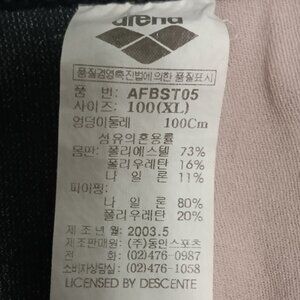 arena
품질경영촉진법에의한 품질표시
품 번: AFBST05
사이즈: 100(XL)
엉덩이둘레 100Cm
섬유의혼용률
몸판: 폴리에스텔 73%
폴리우레탄 16%
나 일 론 11%
피아핑:
나 일 론 80%
폴리우레탄 20%
제 조 년 월: 2003.5
제조판매원: (주)동인스포츠
전 화: (02)476-0987
소비자상담실: (02)476-1058
LICENSED BY DESCENTE